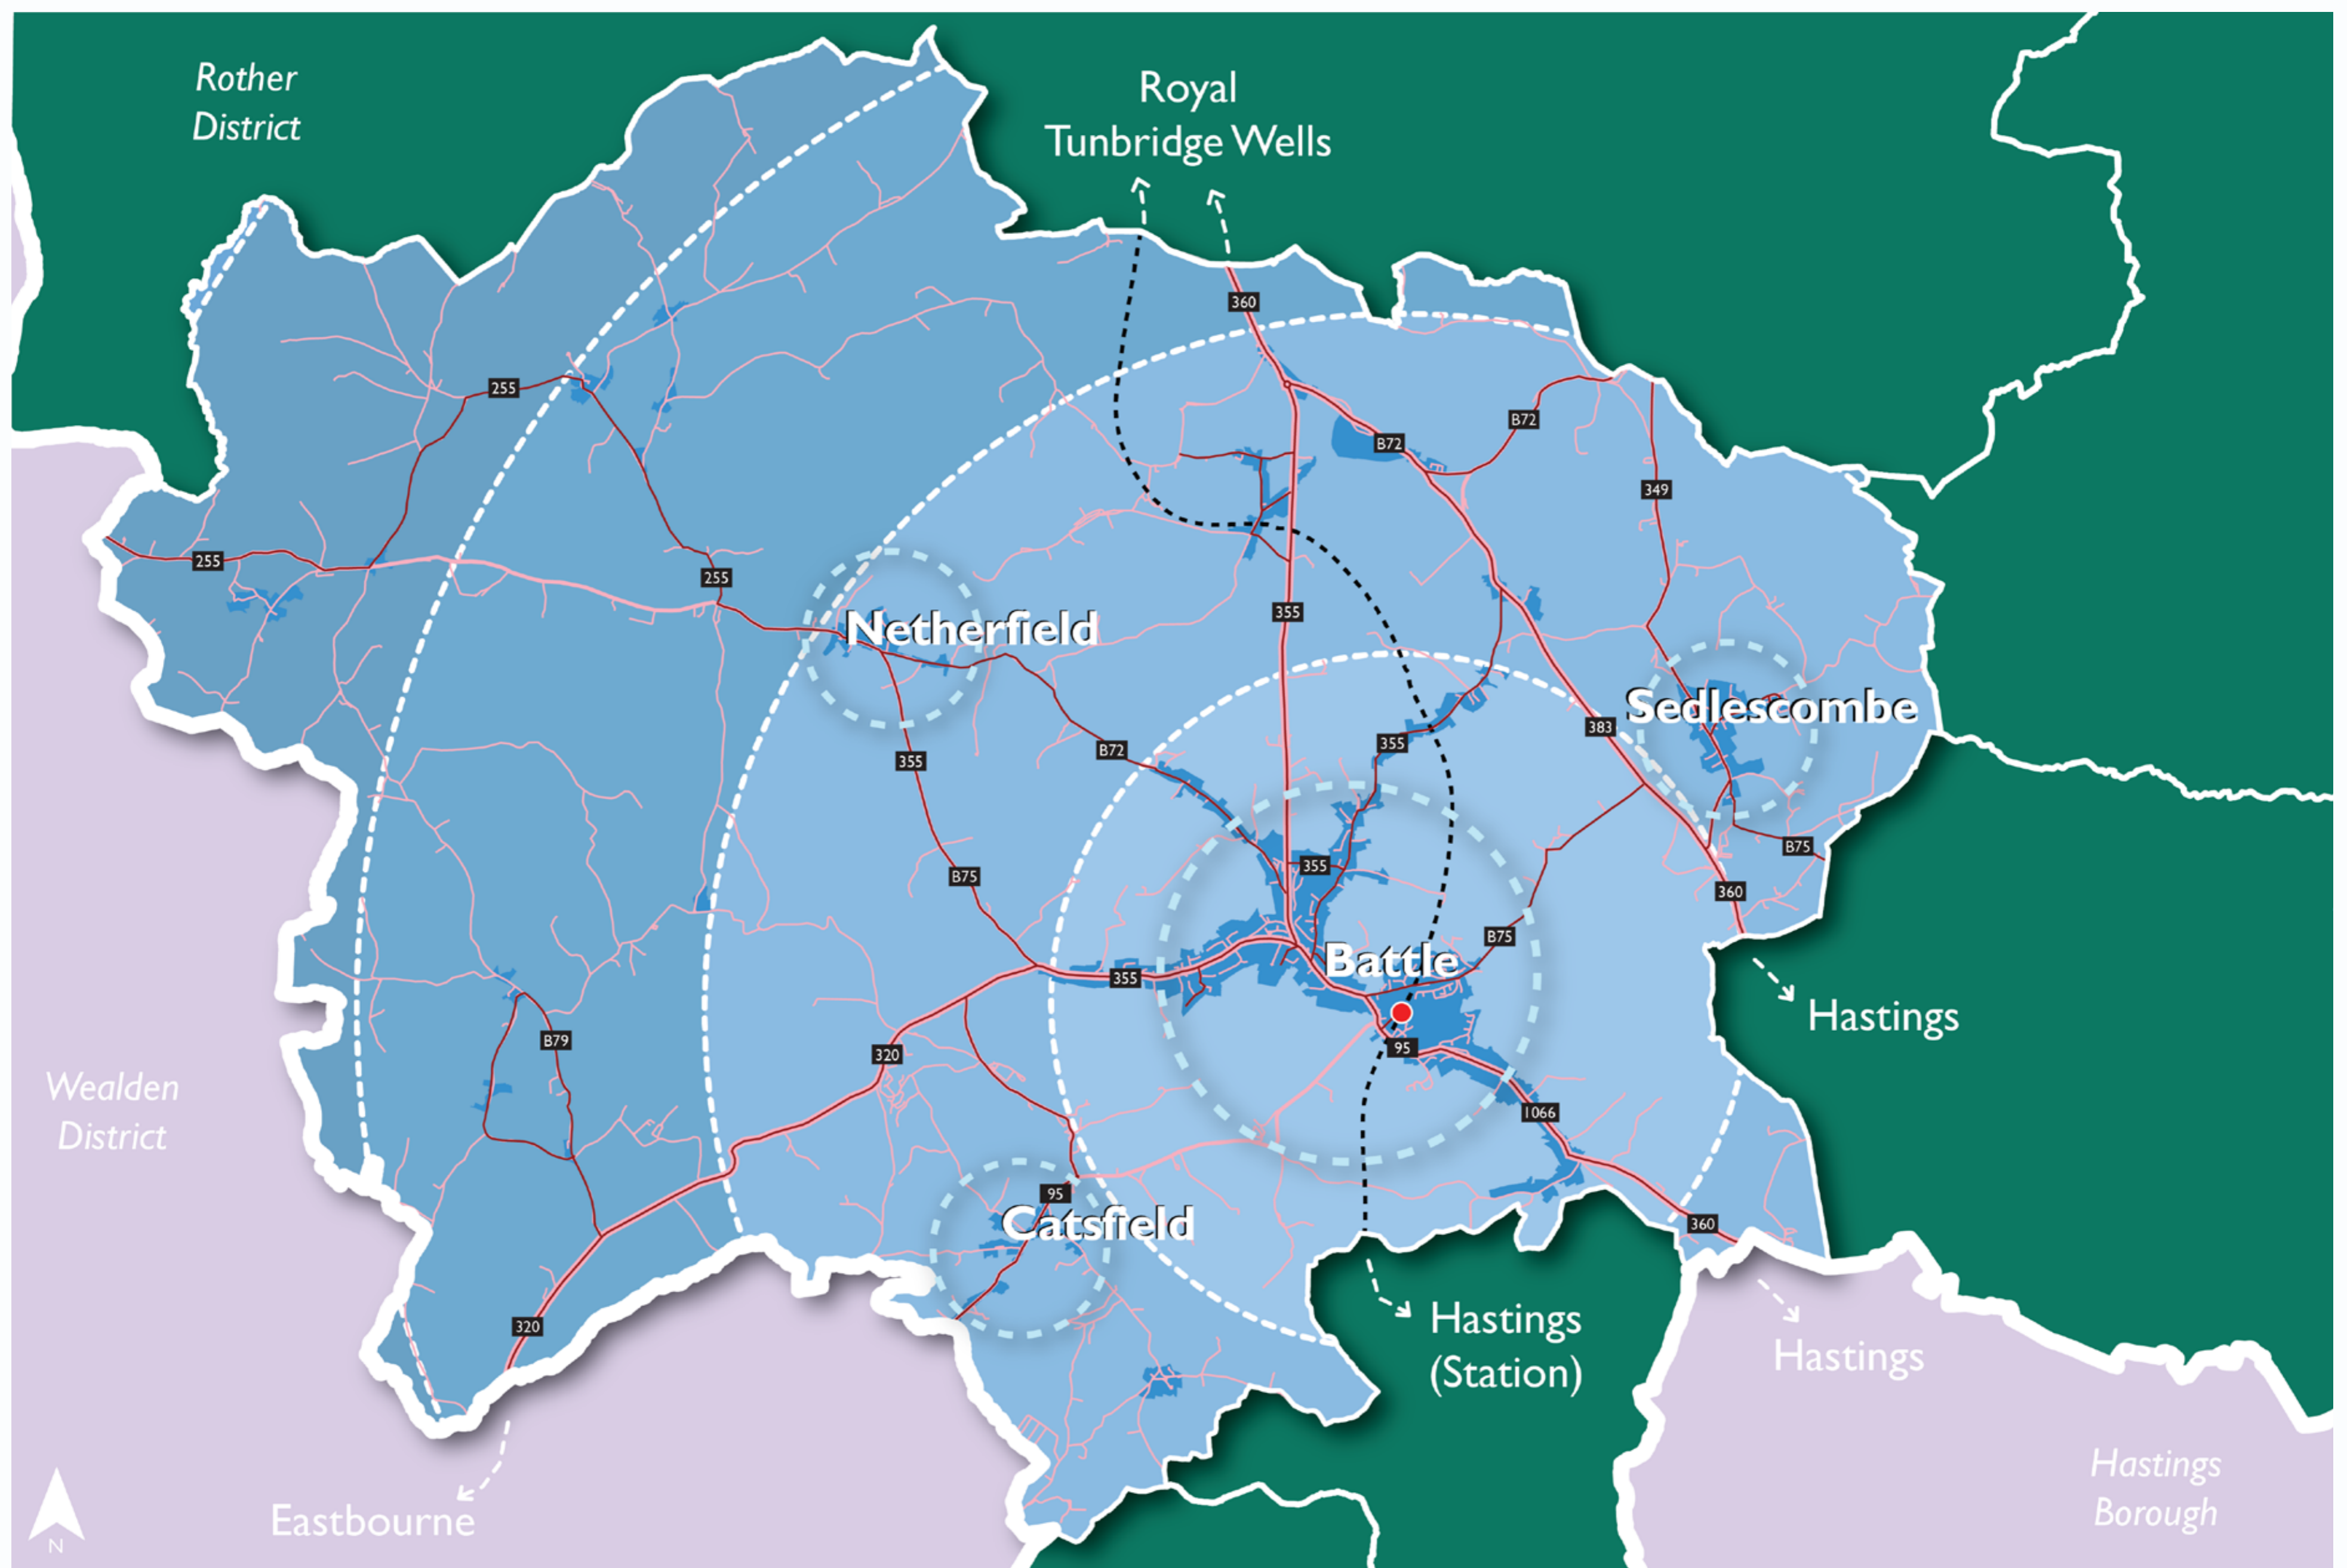 Rother
District
Royal
Tunbridge Wells
360
255
B72
B72
349
255
255
355
Netherfield
Sedlescombe
383
355
B72
355
B75
355
B75
360
B75
Battle
355
Hastings
B79
95
320
Wealden
District
1066
95
Catsfield
360
Hastings
(Station)
320
Hastings
Hastings
Borough
Eastbourne
N